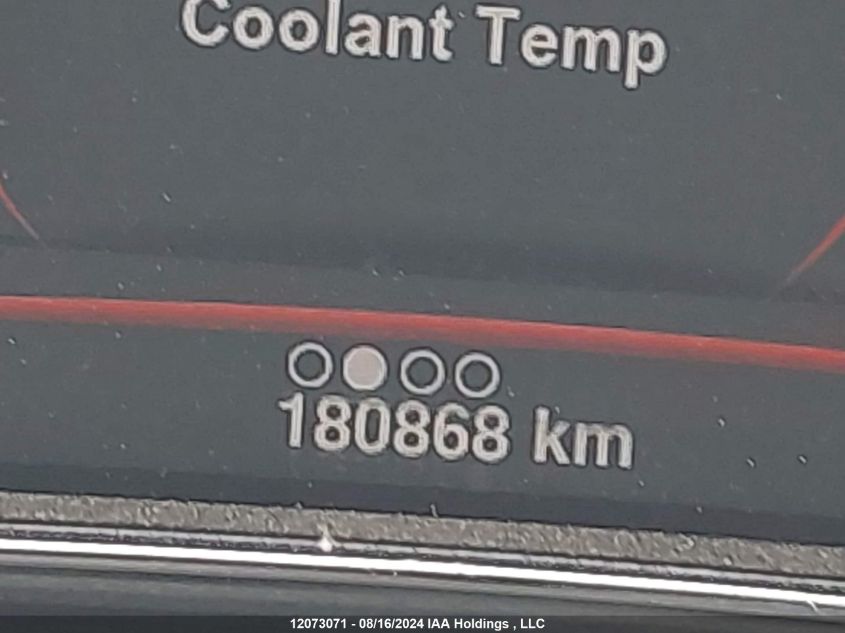 Coolant Temp
180868 km
12073071 - 08/16/2024 IAA Holdings , LLC